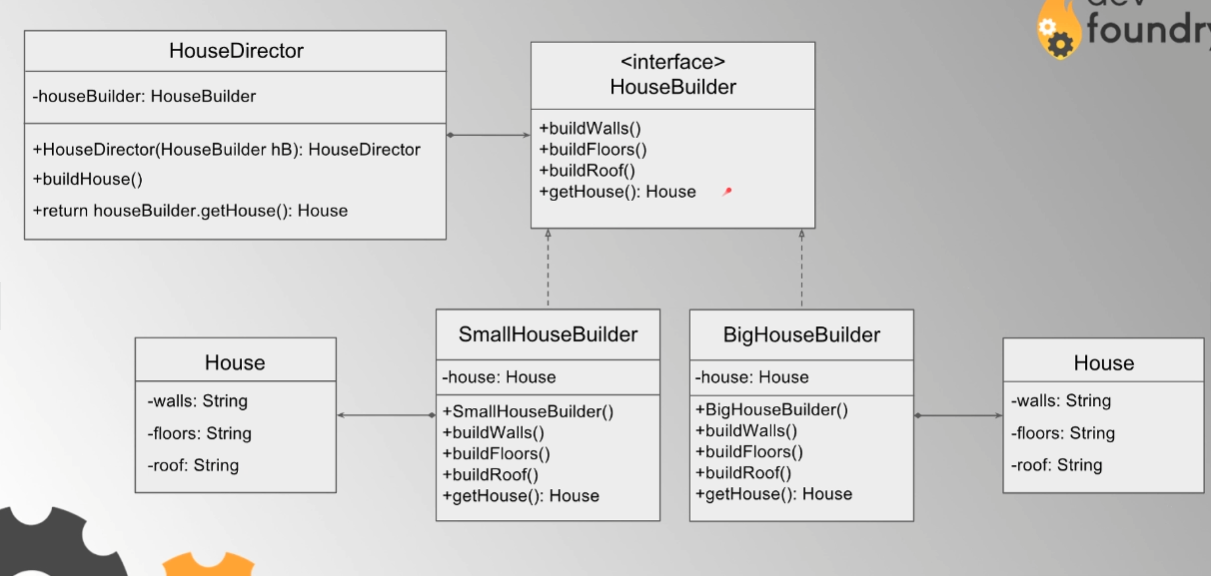 dev
foundry
HouseDirector
-houseBuilder: HouseBuilder
+HouseDirector(HouseBuilder hB): HouseDirector
+buildHouse()
+return houseBuilder.getHouse(): House
<interface>
HouseBuilder
+buildWalls()
+buildFloors()
+buildRoof()
+getHouse(): House
House
-walls: String
-floors: String
-roof: String
SmallHouseBuilder
-house: House
+SmallHouseBuilder()
+buildWalls()
+buildFloors()
+buildRoof()
+getHouse(): House
BigHouseBuilder
-house: House
+BigHouseBuilder()
+buildWalls()
+buildFloors()
+buildRoof()
+getHouse(): House
House
-walls: String
-floors: String
-roof: String